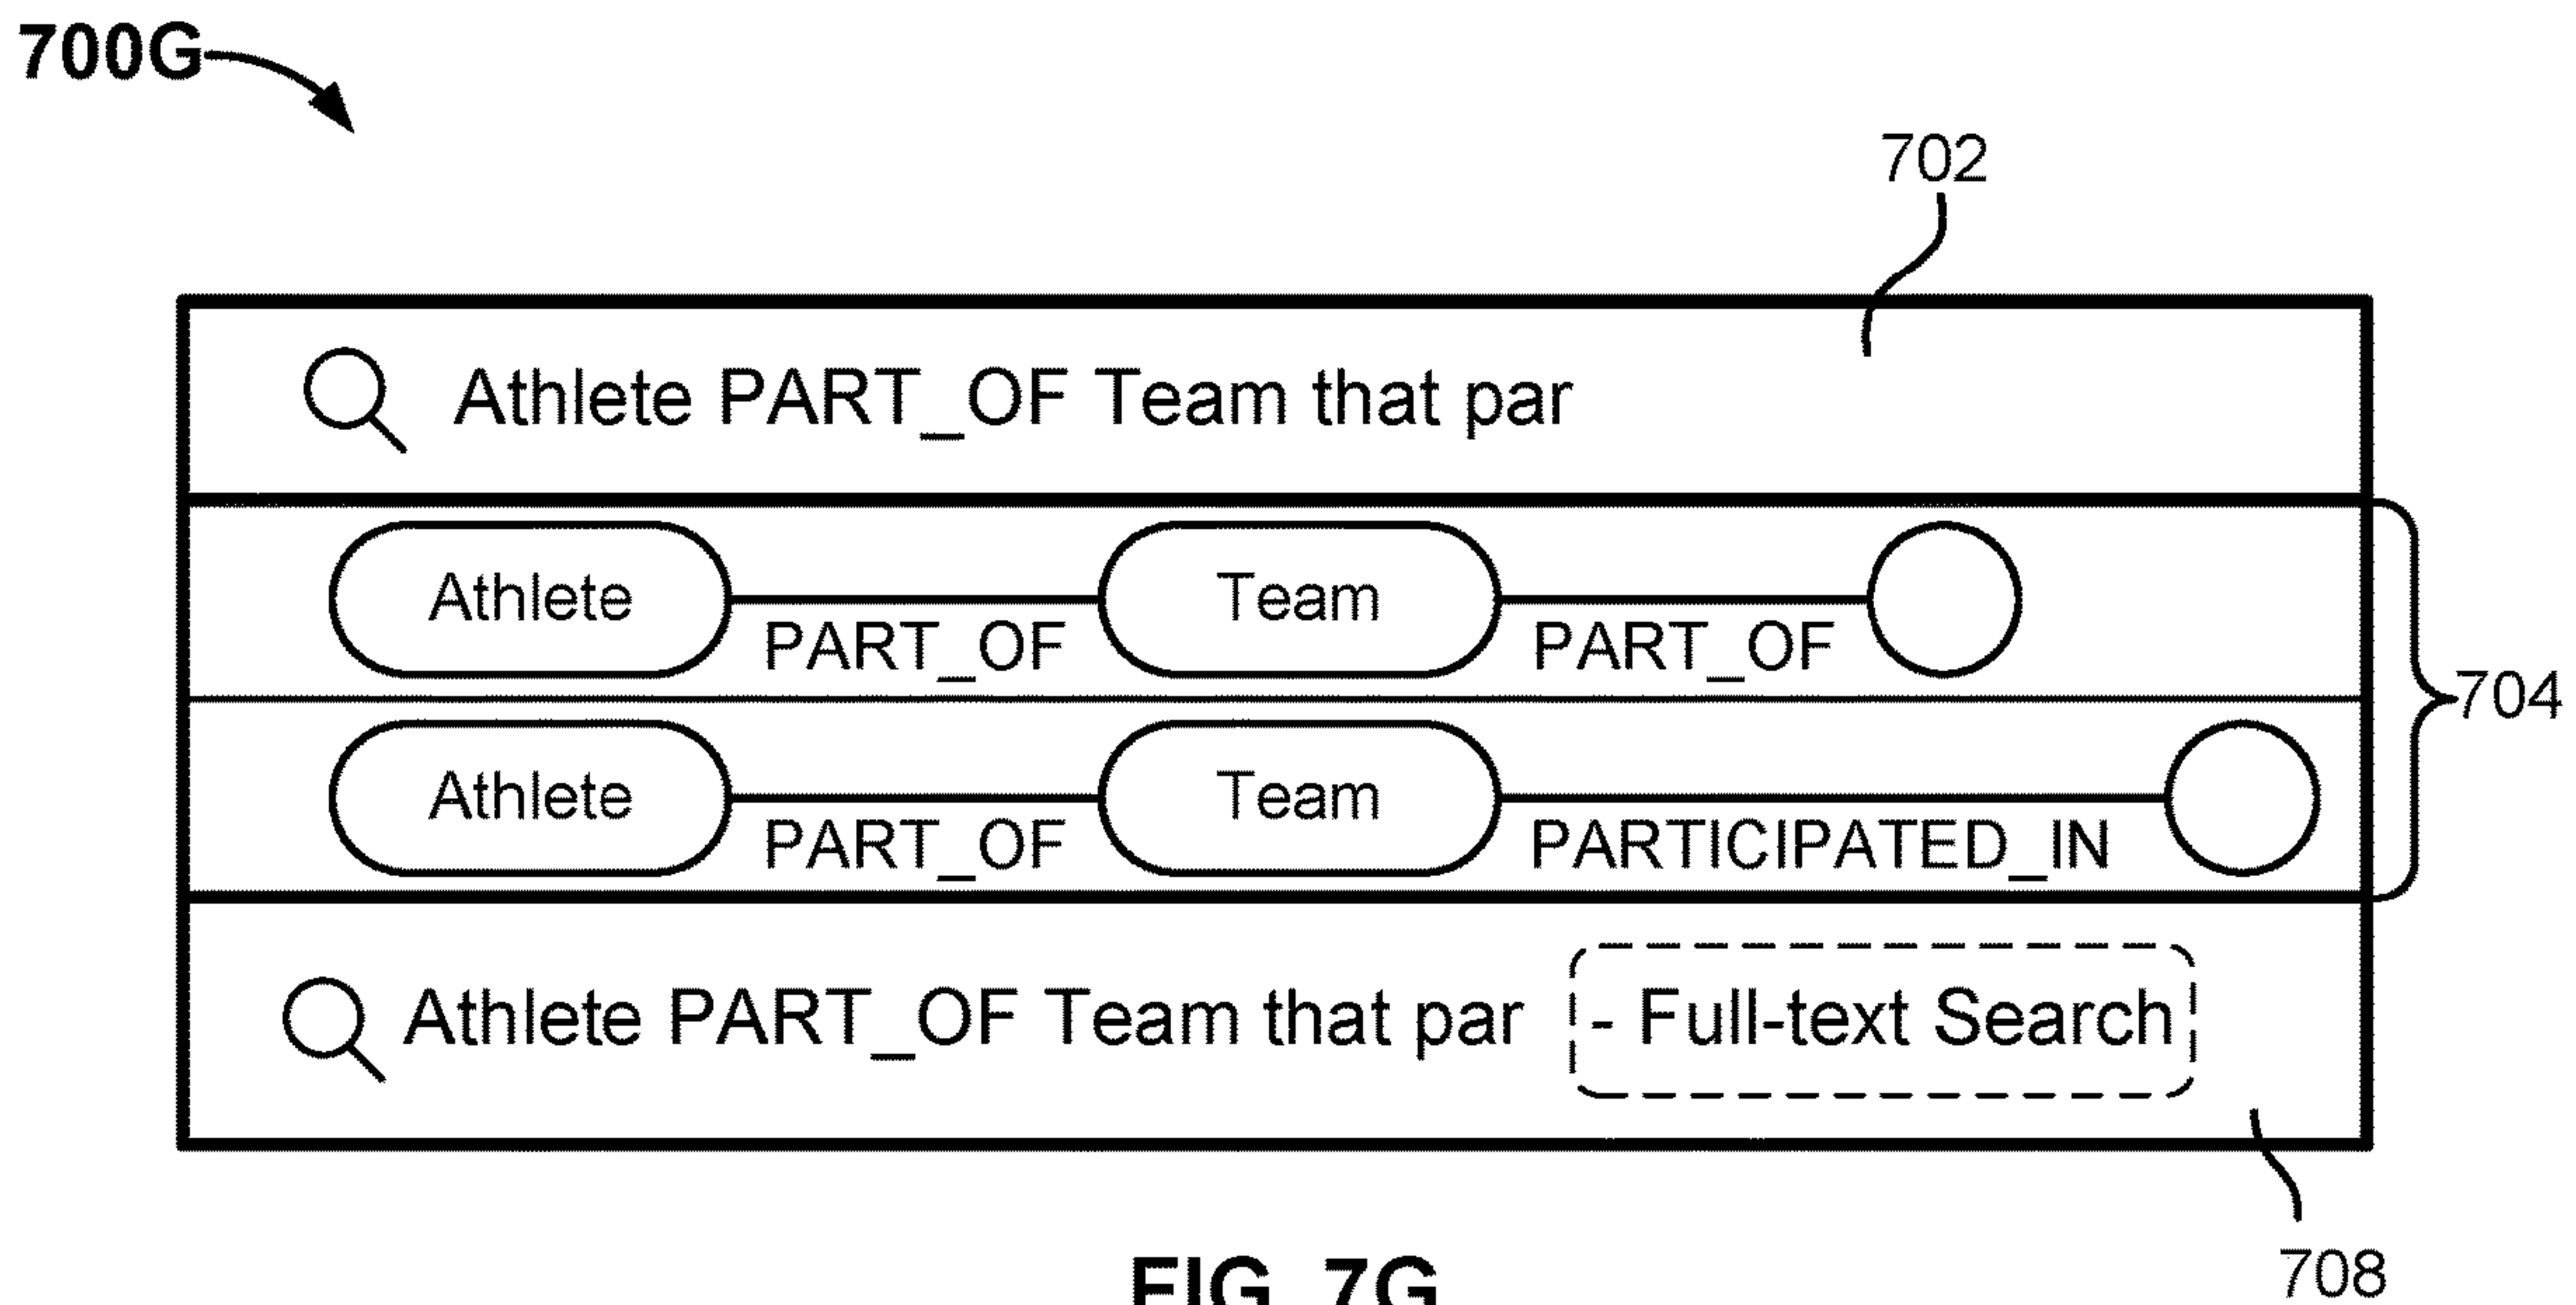 700G
702
Athlete PART_OF Team that par
Athlete PART_OF Team PART_OF
704
Athlete PART_OF Team PARTICIPATED_IN
Athlete PART_OF Team that par - Full-text Search
708
FIG. 7G